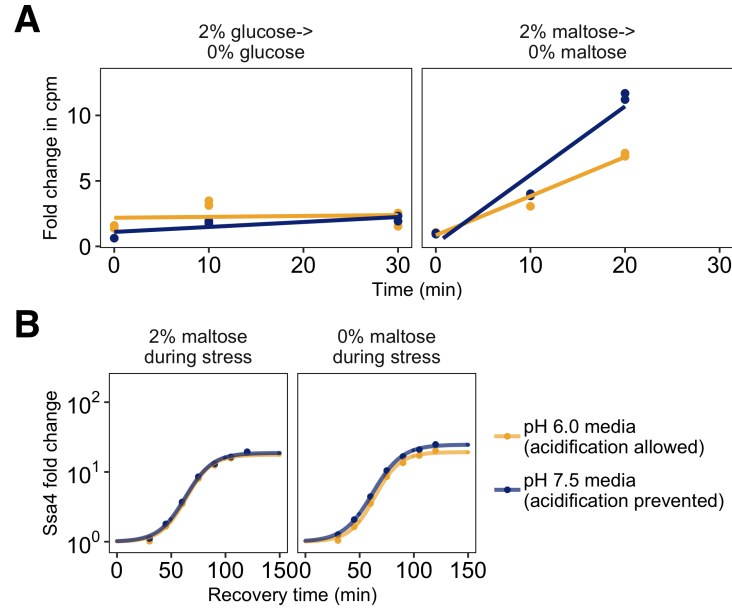 A
2% glucose->
0% glucose
2% maltose->
0% maltose
Fold change in cpm
10
5
0
0 10 20 30
0 10 20 30
Time (min)
B
2% maltose
during stress
0% maltose
during stress
Ssa4 fold change
10²
10¹
10⁰
0 50 100 150
0 50 100 150
Recovery time (min)
pH 6.0 media
(acidification allowed)
pH 7.5 media
(acidification prevented)